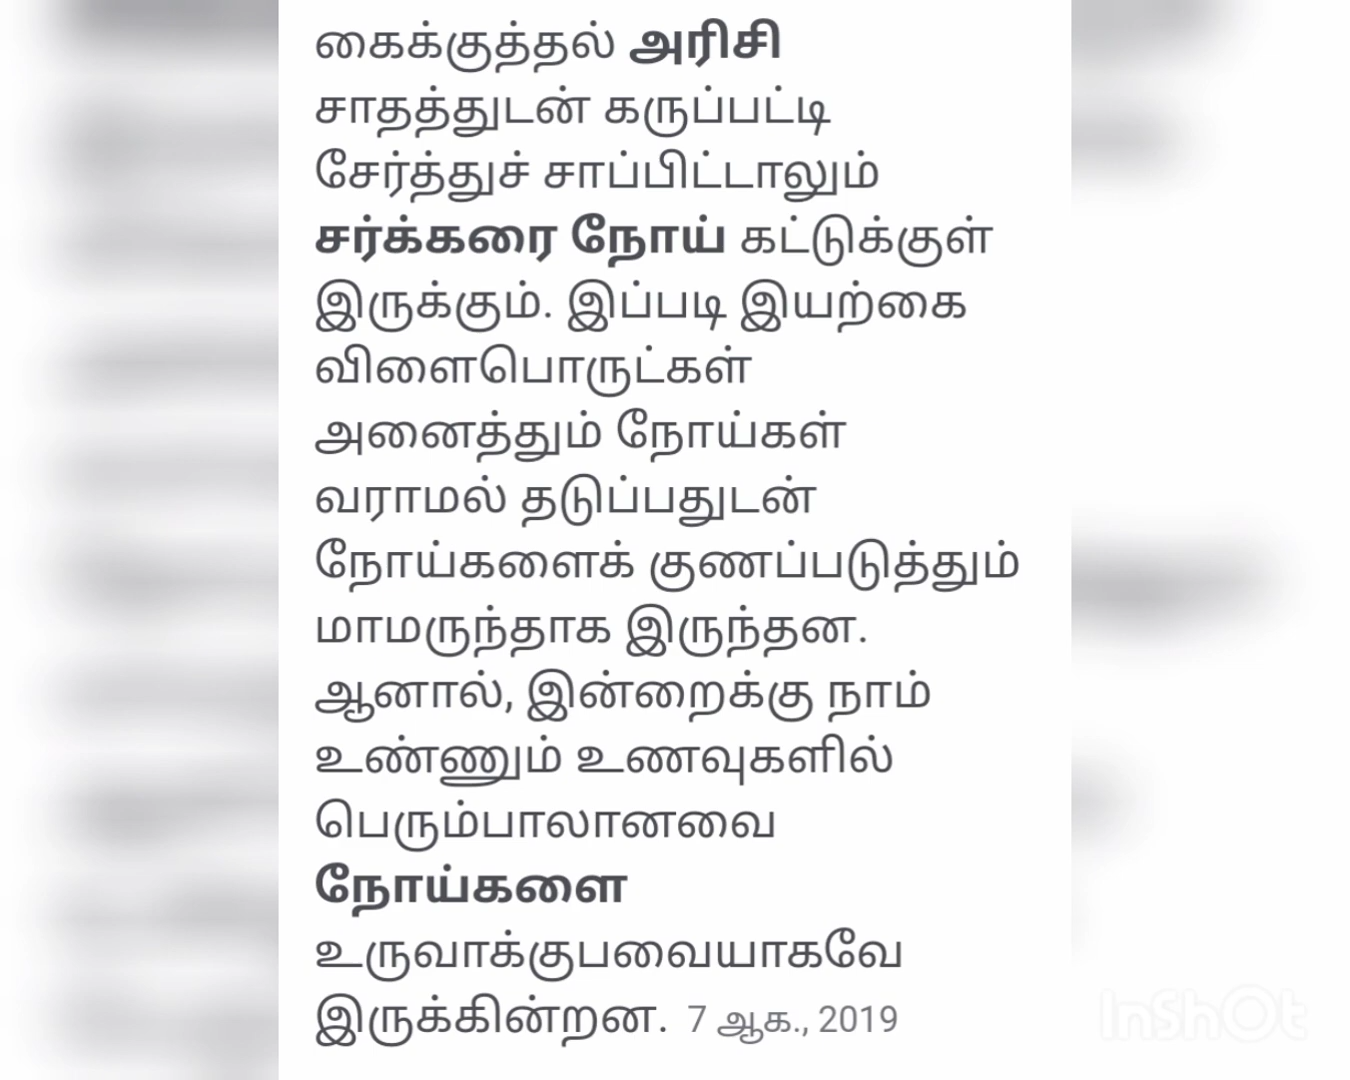 கைக்குத்தல் அரிசி
சாதத்துடன் கருப்பட்டி
சேர்த்துச் சாப்பிட்டாலும்
சர்க்கரை நோய் கட்டுக்குள்
இருக்கும். இப்படி இயற்கை
விளைபொருட்கள்
அனைத்தும் நோய்கள்
வராமல் தடுப்பதுடன்
நோய்களைக் குணப்படுத்தும்
மாமருந்தாக இருந்தன.
ஆனால், இன்றைக்கு நாம்
உண்ணும் உணவுகளில்
பெரும்பாலானவை
நோய்களை
உருவாக்குபவையாகவே
இருக்கின்றன. 7 ஆக., 2019
InShOt